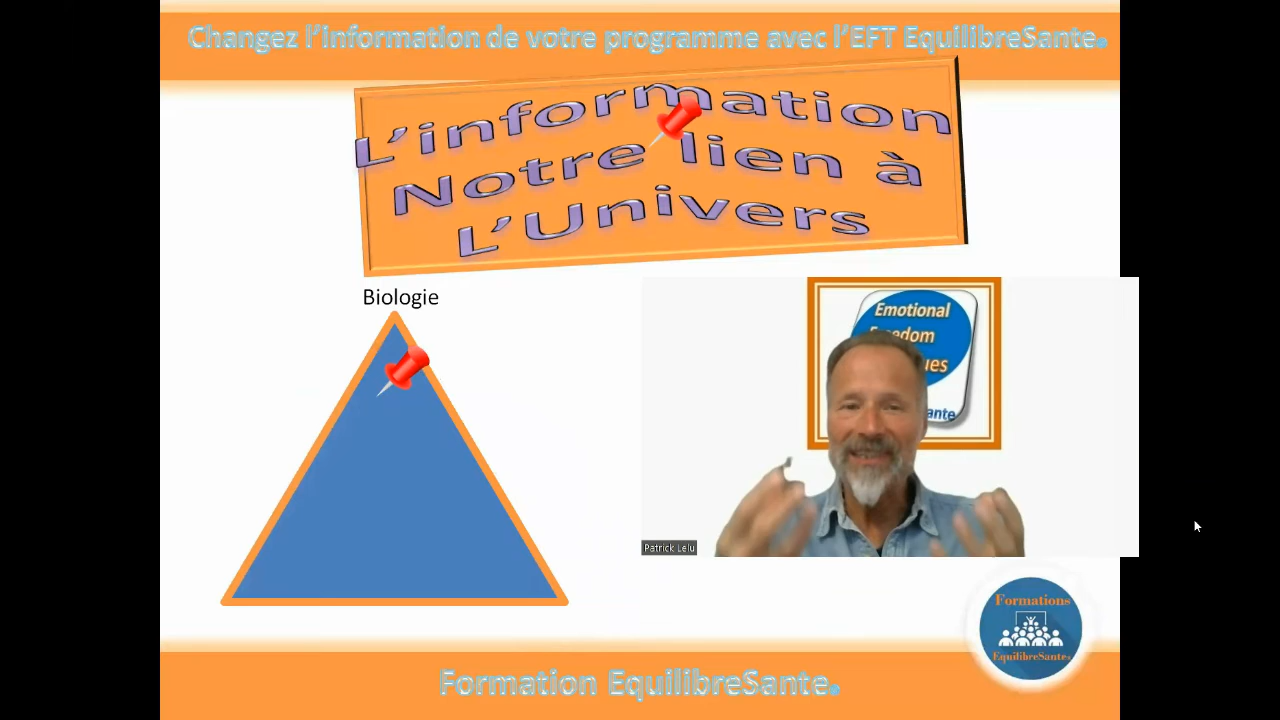 Changez l'information de votre programme avec l'EFT EquilibreSante.
L'information
Notre lien à
L'Univers
Biologie
Emotional
Patrick Lelu
Formations
EquilibreSante.
Formation EquilibreSante.